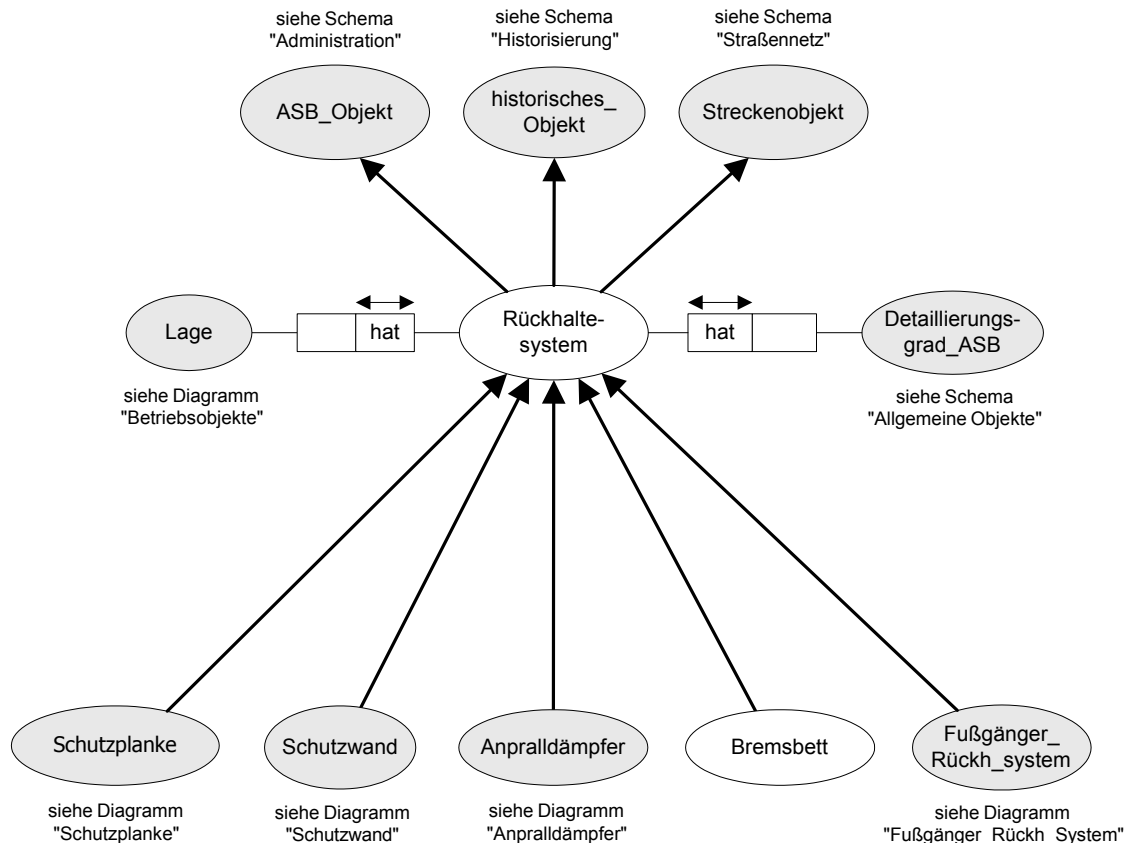 siehe Schema
"Administration"
siehe Schema
"Historisierung"
siehe Schema
"Straßennetz"
ASB_Objekt
historisches_
Objekt
Streckenobjekt
Lage
hat
Rückhalte-
system
hat
Detaillierungs-
grad_ASB
siehe Diagramm
"Betriebsobjekte"
siehe Schema
"Allgemeine Objekte"
Schutzplanke
Schutzwand
Anpralldämpfer
Bremsbett
Fußgänger_
Rückh_system
siehe Diagramm
"Schutzplanke"
siehe Diagramm
"Schutzwand"
siehe Diagramm
"Anpralldämpfer"
siehe Diagramm
"Fußgänger_Rückh_System"